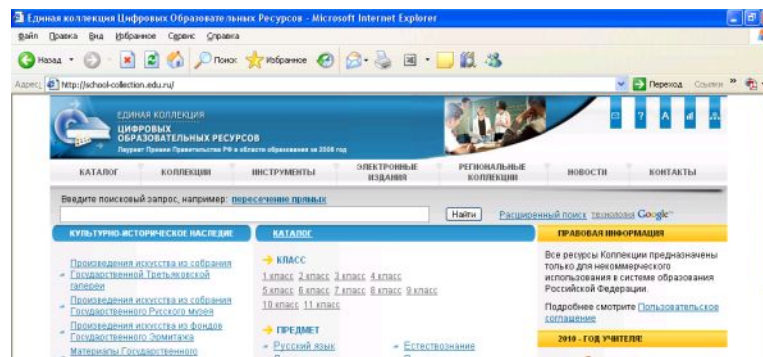 Единая коллекция Цифровых Образовательных Ресурсов - Microsoft Internet Explorer
Файл Правка Вид Избранное Сервис Справка
Назад Поиск Избранное
Адрес: http://school-collection.edu.ru/ Переход Ссылки
ЕДИНАЯ КОЛЛЕКЦИЯ
ЦИФРОВЫХ
ОБРАЗОВАТЕЛЬНЫХ РЕСУРСОВ
Лауреат Премии Правительства РФ в области образования за 2008 год
КАТАЛОГ КОЛЛЕКЦИИ ИНСТРУМЕНТЫ ЭЛЕКТРОННЫЕ ИЗДАНИЯ РЕГИОНАЛЬНЫЕ КОЛЛЕКЦИИ НОВОСТИ КОНТАКТЫ
Введите поисковый запрос, например: пересечение прямых
Найти Расширенный поиск технология Google
КУЛЬТУРНО-ИСТОРИЧЕСКОЕ НАСЛЕДИЕ
Произведения искусства из собрания
Государственной Третьяковской
галереи
Произведения искусства из собрания
Государственного Русского музея
Произведения искусства из фондов
Государственного Эрмитажа
Материалы Государственного
КАТАЛОГ
КЛАСС
1 класс 2 класс 3 класс 4 класс
5 класс 6 класс 7 класс 8 класс 9 класс
10 класс 11 класс
ПРЕДМЕТ
Русский язык Естествознание
ПРАВОВАЯ ИНФОРМАЦИЯ
Все ресурсы Коллекции предназначены
только для некоммерческого
использования в системе образования
Российской Федерации.
Подробнее смотрите Пользовательское
соглашение
2010 - ГОД УЧИТЕЛЯ